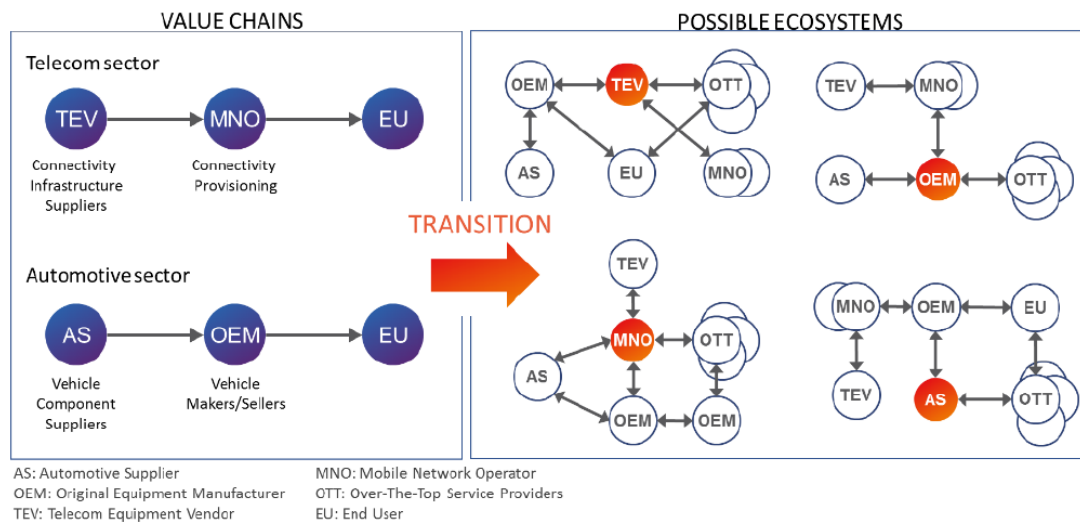 VALUE CHAINS
Telecom sector
TEV
MNO
EU
Connectivity
Infrastructure
Suppliers
Connectivity
Provisioning
Automotive sector
AS
OEM
EU
Vehicle
Component
Suppliers
Vehicle
Makers/Sellers
TRANSITION
POSSIBLE ECOSYSTEMS
OEM
TEV
OTT
AS
EU
MNO
TEV
MNO
AS
OEM
OTT
TEV
MNO
OTT
AS
OEM
OEM
MNO
OEM
EU
TEV
AS
OTT
AS: Automotive Supplier
OEM: Original Equipment Manufacturer
TEV: Telecom Equipment Vendor
MNO: Mobile Network Operator
OTT: Over-The-Top Service Providers
EU: End User